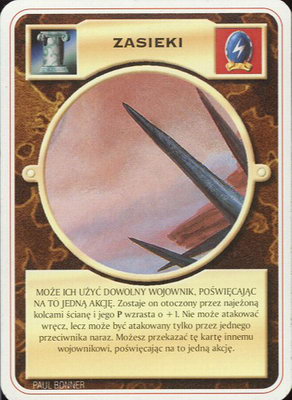 ZASIEKI
MOŻE ICH UŻYĆ DOWOLNY WOJOWNIK, POŚWIĘCAJĄC
NA TO JEDNĄ AKCJĘ. Zostaje on otoczony przez najeżoną
kolcami ścianę i jego P wzrasta o +1. Nie może atakować
wręcz, lecz może być atakowany tylko przez jednego
przeciwnika naraz. Możesz przekazać tę kartę innemu
wojownikowi, poświęcając na to jedną akcję.
PAUL BONNER